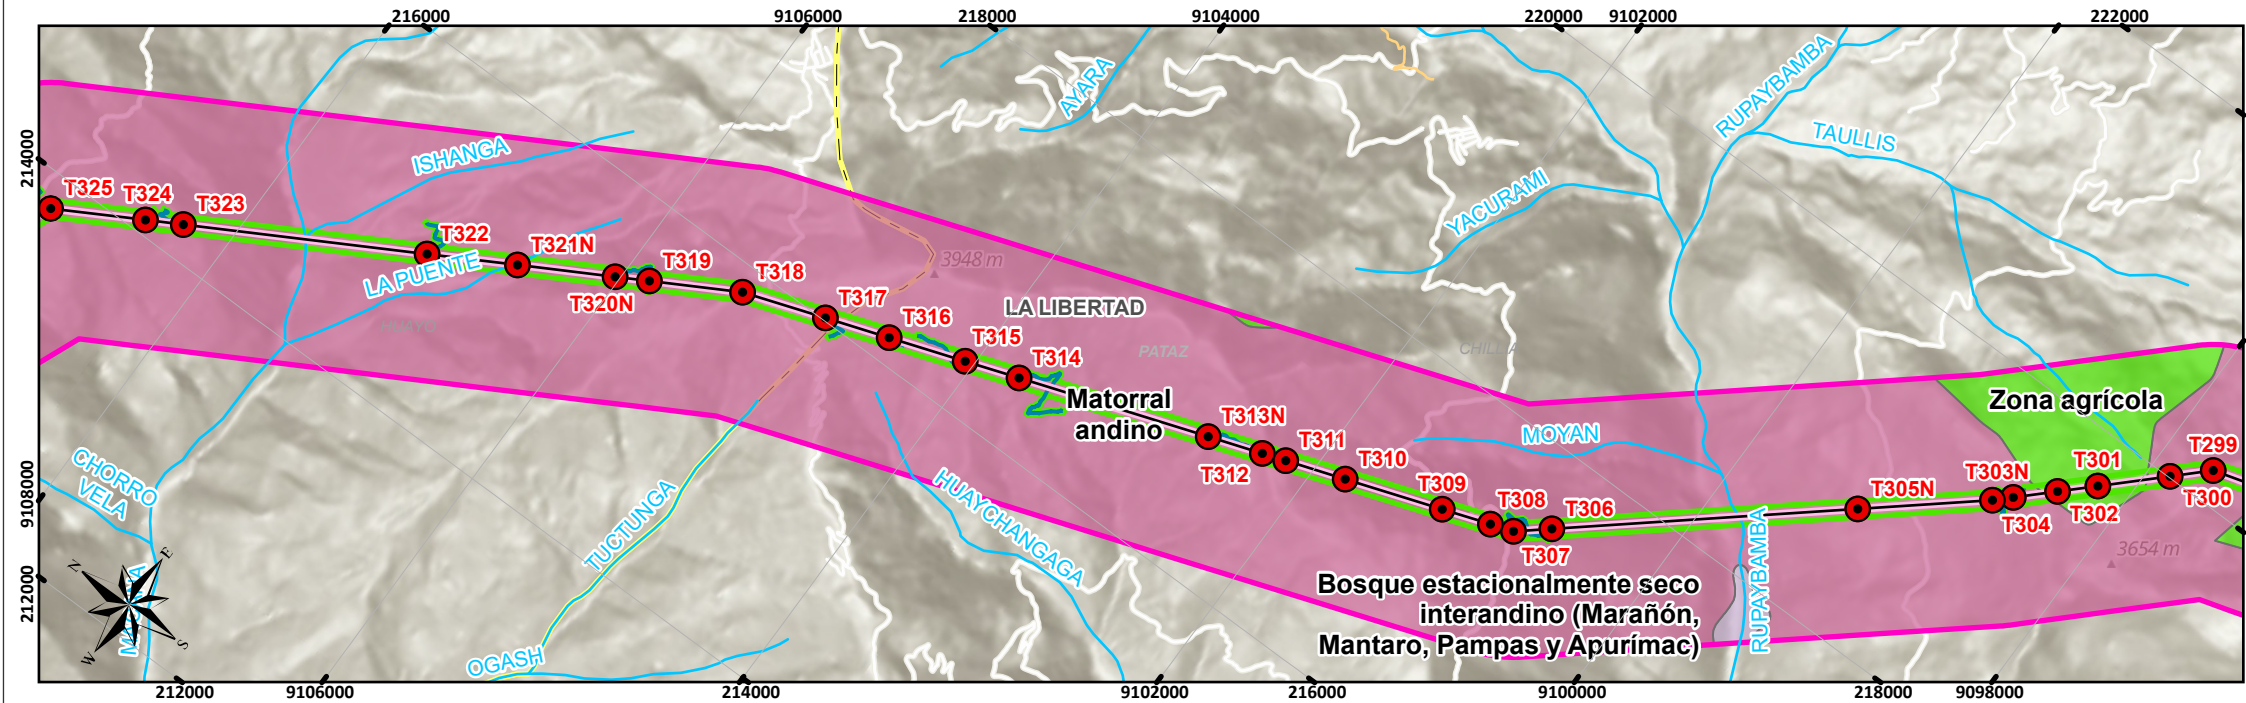 216000
9106000
218000
9104000
220000
9102000
222000
214000
9108000
212000
AYARA
RUPAYBAMBA
TAULLIS
ISHANGA
YACURAMI
T325
T324
T323
T322
T321N
LA PUENTE
T320N
T319
T318
T317
T316
T315
T314
3948 m
LA LIBERTAD
HUAYO
PATAZ
CHILLIA
Matorral
andino
Zona agrícola
T313N
T312
T311
T310
T309
T308
T307
T306
MOYAN
T305N
T303N
T304
T301
T302
T299
T300
3654 m
CHORRO
VELA
TUCTUNGA
HUAYCHANGAGA
RUPAYBAMBA
Bosque estacionalmente seco
interandino (Marañón,
Mantaro, Pampas y Apurímac)
OGASH
N
E
W
S
212000
9106000
214000
9102000
216000
9100000
218000
9098000